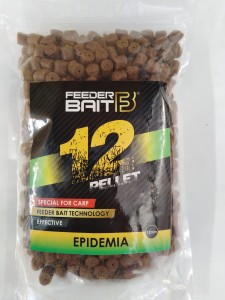 FEEDER
BAIT
12
PELLET
SPECIAL FOR CARP
FEEDER BAIT TECHNOLOGY
EFFECTIVE
EPIDEMIA